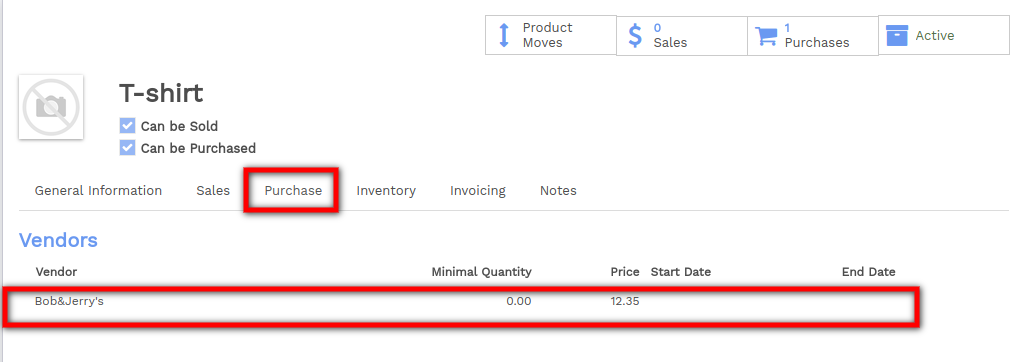 Product Moves
0 Sales
1 Purchases
Active
T-shirt
Can be Sold
Can be Purchased
General Information Sales Purchase Inventory Invoicing Notes
Vendors
Vendor Minimal Quantity Price Start Date End Date
Bob&Jerry's 0.00 12.35